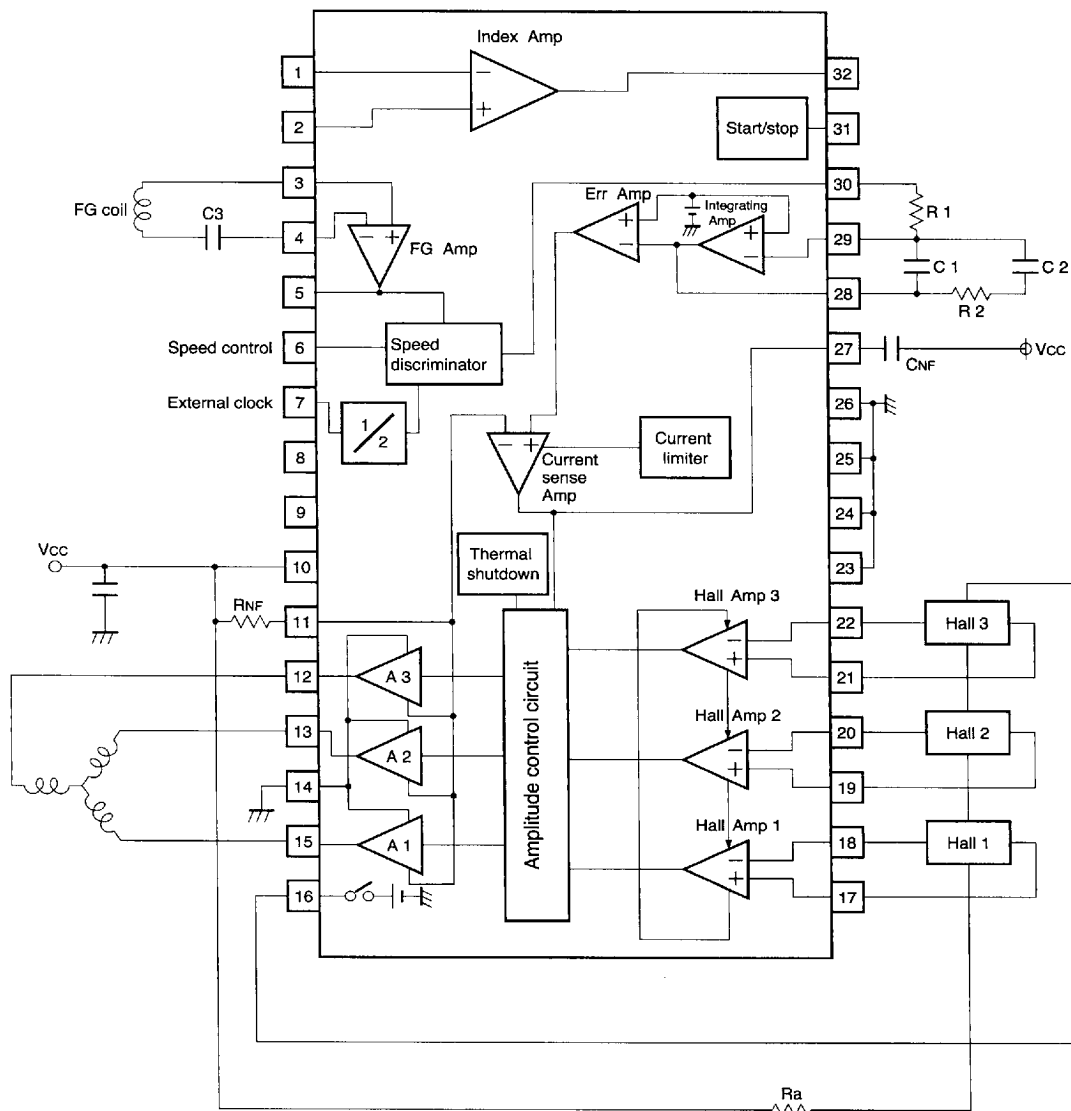 Index Amp
1
32
−
+
2
Start/stop
31
3
30
Err Amp
Integrating
Amp
R 1
FG coil
C3
4
− +
FG Amp
+
−
+
−
29
C 1
C 2
5
28
R 2
Speed control
6
Speed
discriminator
27
CNF
Vcc
External clock
7
1/2
26
8
− +
Current
sense
Amp
Current
limiter
25
9
24
Vcc
10
Thermal
shutdown
23
RNF
11
Hall Amp 3
22
Hall 3
−
+
12
A 3
21
Amplitude control circuit
Hall Amp 2
13
20
Hall 2
A 2
−
+
14
19
Hall Amp 1
15
A 1
18
Hall 1
−
+
16
17
Ra